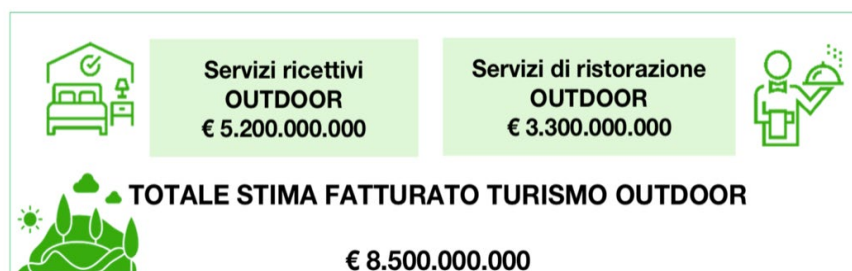 Servizi ricettivi
OUTDOOR
€ 5.200.000.000
Servizi di ristorazione
OUTDOOR
€ 3.300.000.000
TOTALE STIMA FATTURATO TURISMO OUTDOOR
€ 8.500.000.000